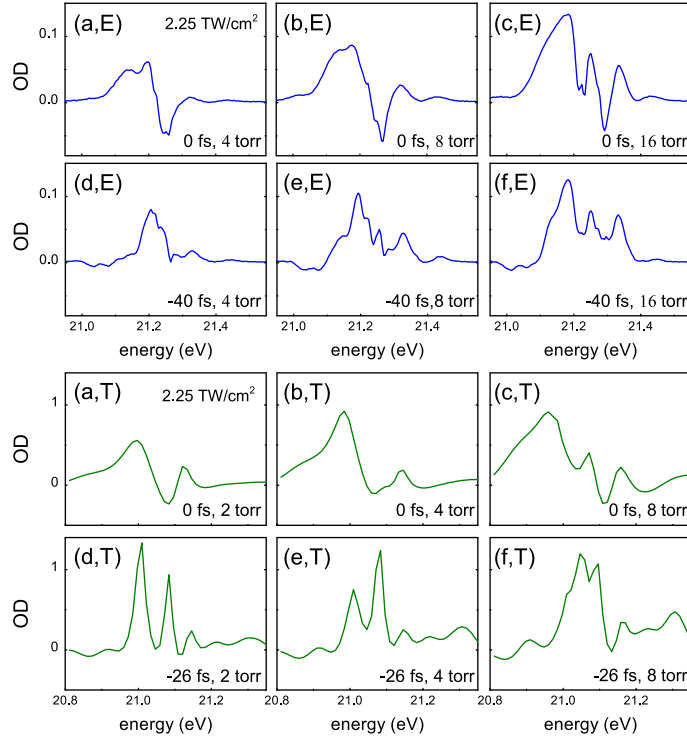 (a,E) 2.25 TW/cm² (b,E) (c,E)
0.1
OD
0.0
0 fs, 4 torr 0 fs, 8 torr 0 fs, 16 torr
(d,E) (e,E) (f,E)
0.1
OD
0.0
-40 fs, 4 torr -40 fs,8 torr -40 fs, 16 torr
21.0 21.2 21.4 21.0 21.2 21.4 21.0 21.2 21.4
energy (eV) energy (eV) energy (eV)
(a,T) 2.25 TW/cm² (b,T) (c,T)
1
OD
0
0 fs, 2 torr 0 fs, 4 torr 0 fs, 8 torr
(d,T) (e,T) (f,T)
1
OD
0
-26 fs, 2 torr -26 fs, 4 torr -26 fs, 8 torr
20.8 21.0 21.2 20.8 21.0 21.2 20.8 21.0 21.2
energy (eV) energy (eV) energy (eV)